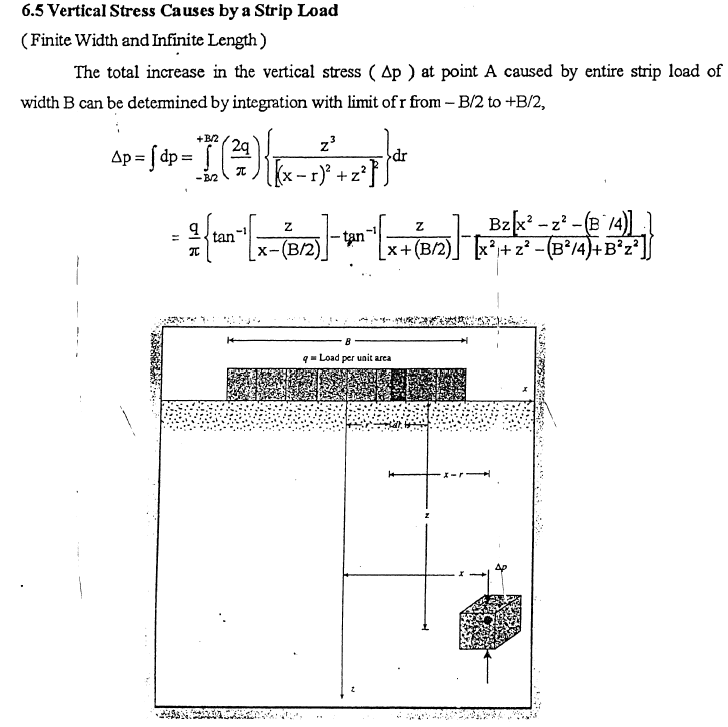 6.5 Vertical Stress Causes by a Strip Load
( Finite Width and Infinite Length )
The total increase in the vertical stress ( Δp ) at point A caused by entire strip load of
width B can be determined by integration with limit of r from – B/2 to +B/2,
Δp = ∫ dp = ∫_{-B/2}^{+B/2} (2q/π) { z³ / [(x − r)² + z²]² } dr
= q/π { tan⁻¹[ z / x−(B/2) ] − tan⁻¹[ z / x+(B/2) ] − Bz[x² − z² −(B /4)] / [x² + z² −(B²/4)+B²z²] }
B
q = Load per unit area
x
r dr
x − r
z
x Δp
z